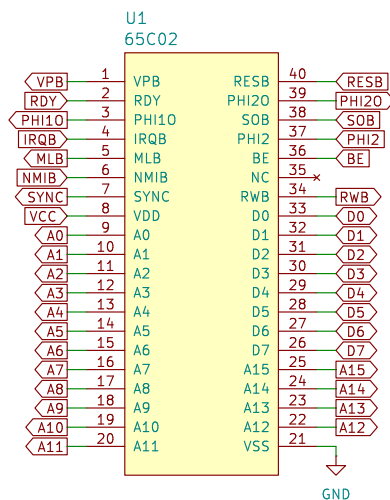 U1
65C02
VPB 1 VPB RESB 40 RESB
RDY 2 RDY PHI2O 39 PHI2O
PHI1O 3 PHI1O SOB 38 SOB
IRQB 4 IRQB PHI2 37 PHI2
MLB 5 MLB BE 36 BE
NMIB 6 NMIB NC 35
SYNC 7 SYNC RWB 34 RWB
VCC 8 VDD D0 33 D0
A0 9 A0 D1 32 D1
A1 10 A1 D2 31 D2
A2 11 A2 D3 30 D3
A3 12 A3 D4 29 D4
A4 13 A4 D5 28 D5
A5 14 A5 D6 27 D6
A6 15 A6 D7 26 D7
A7 16 A7 A15 25 A15
A8 17 A8 A14 24 A14
A9 18 A9 A13 23 A13
A10 19 A10 A12 22 A12
A11 20 A11 VSS 21
GND